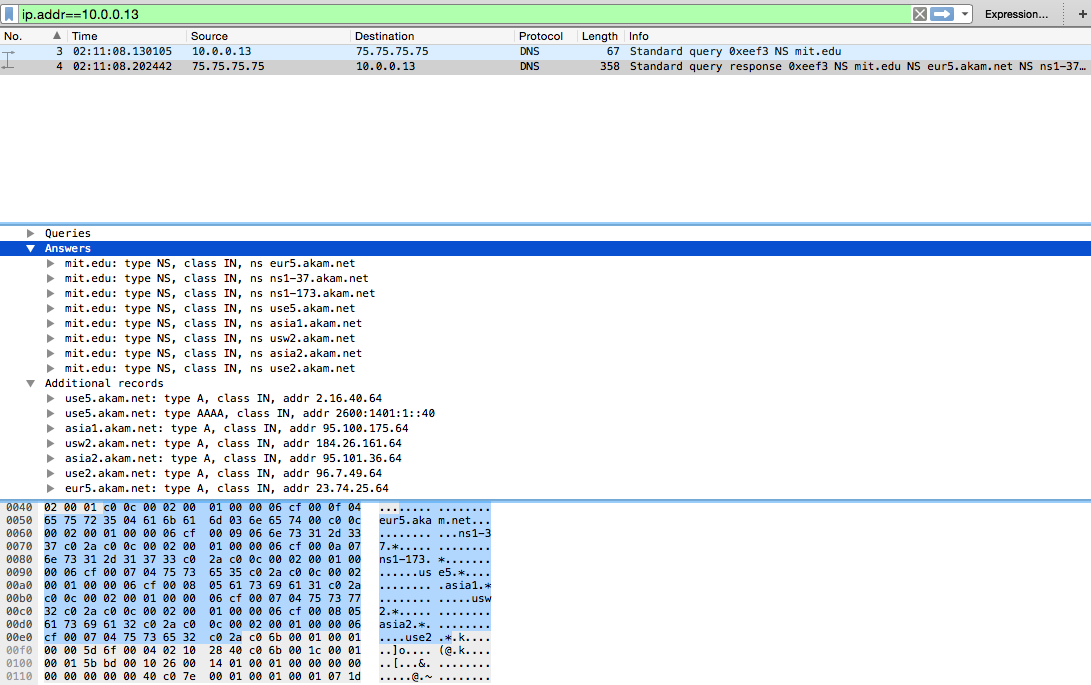 ip.addr==10.0.0.13 Expression... +
No. Time Source Destination Protocol Length Info
3 02:11:08.130105 10.0.0.13 75.75.75.75 DNS 67 Standard query 0xeef3 NS mit.edu
4 02:11:08.202442 75.75.75.75 10.0.0.13 DNS 358 Standard query response 0xeef3 NS mit.edu NS eur5.akam.net NS ns1-37…
Queries
Answers
mit.edu: type NS, class IN, ns eur5.akam.net
mit.edu: type NS, class IN, ns ns1-37.akam.net
mit.edu: type NS, class IN, ns ns1-173.akam.net
mit.edu: type NS, class IN, ns use5.akam.net
mit.edu: type NS, class IN, ns asia1.akam.net
mit.edu: type NS, class IN, ns usw2.akam.net
mit.edu: type NS, class IN, ns asia2.akam.net
mit.edu: type NS, class IN, ns use2.akam.net
Additional records
use5.akam.net: type A, class IN, addr 2.16.40.64
use5.akam.net: type AAAA, class IN, addr 2600:1401:1::40
asia1.akam.net: type A, class IN, addr 95.100.175.64
usw2.akam.net: type A, class IN, addr 184.26.161.64
asia2.akam.net: type A, class IN, addr 95.101.36.64
use2.akam.net: type A, class IN, addr 96.7.49.64
eur5.akam.net: type A, class IN, addr 23.74.25.64
0040 02 00 01 c0 0c 00 02 00 01 00 00 06 cf 00 0f 04 ........ ........
0050 65 75 72 35 04 61 6b 61 6d 03 6e 65 74 00 c0 0c eur5.aka m.net...
0060 00 02 00 01 00 00 06 cf 00 09 06 6e 73 31 2d 33 ........ ...ns1-3
0070 37 c0 2a c0 0c 00 02 00 01 00 00 06 cf 00 0a 07 7.*..... ........
0080 6e 73 31 2d 31 37 33 c0 2a c0 0c 00 02 00 01 00 ns1-173. *.......
0090 00 06 cf 00 07 04 75 73 65 35 c0 2a c0 0c 00 02 ......us e5.*....
00a0 00 01 00 00 06 cf 00 08 05 61 73 69 61 31 c0 2a ........ .asia1.*
00b0 c0 0c 00 02 00 01 00 00 06 cf 00 07 04 75 73 77 ........ .....usw
00c0 32 c0 2a c0 0c 00 02 00 01 00 00 06 cf 00 08 05 2.*..... ........
00d0 61 73 69 61 32 c0 2a c0 0c 00 02 00 01 00 00 06 asia2.*. ........
00e0 cf 00 07 04 75 73 65 32 c0 2a c0 6b 00 01 00 01 ....use2 .*.k....
00f0 00 00 5d 6f 00 04 02 10 28 40 c0 6b 00 1c 00 01 ..]o.... (@.k....
0100 00 01 5b bd 00 10 26 00 14 01 00 01 00 00 00 00 ..[...&. ........
0110 00 00 00 00 00 40 c0 7e 00 01 00 01 00 01 07 1d .....@.~ ........